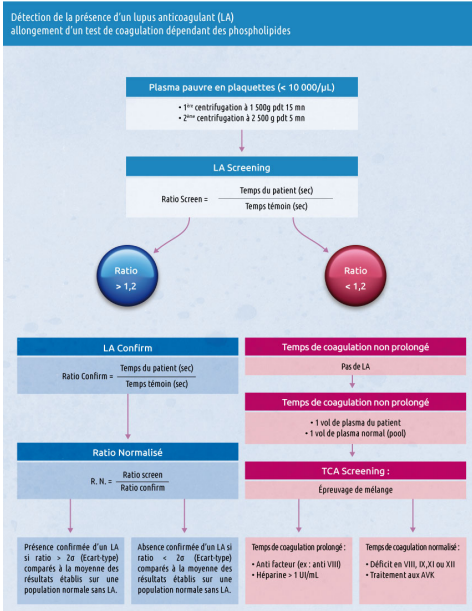 Détection de la présence d'un lupus anticoagulant (LA)
allongement d'un test de coagulation dépendant des phospholipides
Plasma pauvre en plaquettes (< 10 000/µL)
• 1ère centrifugation à 1 500g pdt 15 mn
• 2ème centrifugation à 2 500 g pdt 5 mn
LA Screening
Ratio Screen = Temps du patient (sec)
Temps témoin (sec)
Ratio
> 1,2
Ratio
< 1,2
LA Confirm
Ratio Confirm = Temps du patient (sec)
Temps témoin (sec)
Ratio Normalisé
R. N. = Ratio screen
Ratio confirm
Présence confirmée d'un LA
si ratio > 2σ (Ecart-type)
comparés à la moyenne des
résultats établis sur une
population normale sans LA.
Absence confirmée d'un LA si
ratio < 2σ (Ecart-type)
comparés à la moyenne des
résultats établis sur une
population normale sans LA.
Temps de coagulation non prolongé
Pas de LA
Temps de coagulation non prolongé
• 1 vol de plasma du patient
• 1 vol de plasma normal (pool)
TCA Screening :
Épreuvage de mélange
Temps de coagulation prolongé :
• Anti facteur (ex : anti VIII)
• Héparine > 1 UI/mL
Temps de coagulation normalisé :
• Déficit en VIII, IX,XI ou XII
• Traitement aux AVK